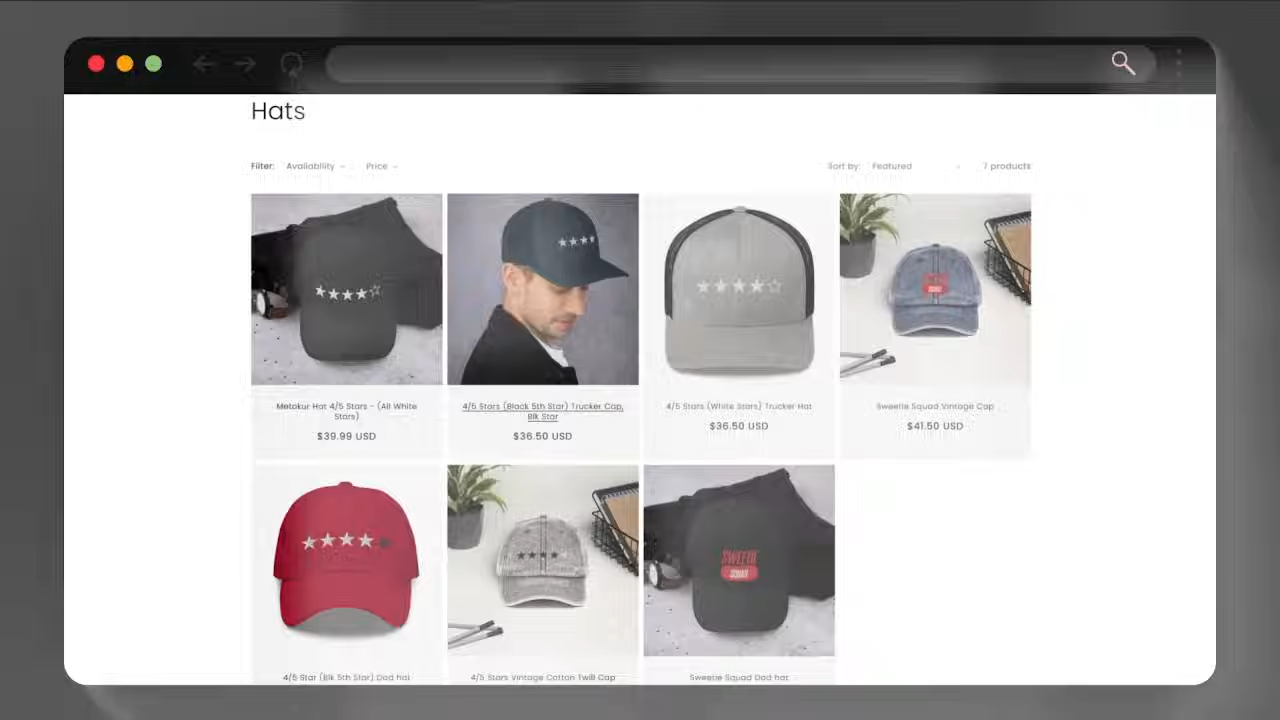 Hats
Filter: Availability Price
Sort by: Featured 7 products
Metokur Hat 4/5 Stars - (All White
Stars)
$39.99 USD
4/5 Stars (Black 5th Star) Trucker Cap,
Blk Star
$36.50 USD
4/5 Stars (White Stars) Trucker Hat
$36.50 USD
Sweetie Squad Vintage Cap
$41.50 USD
SWEETIE
SQUAD
4/5 Star (Blk 5th Star) Dad hat
4/5 Stars Vintage Cotton Twill Cap
Sweetie Squad Dad hat